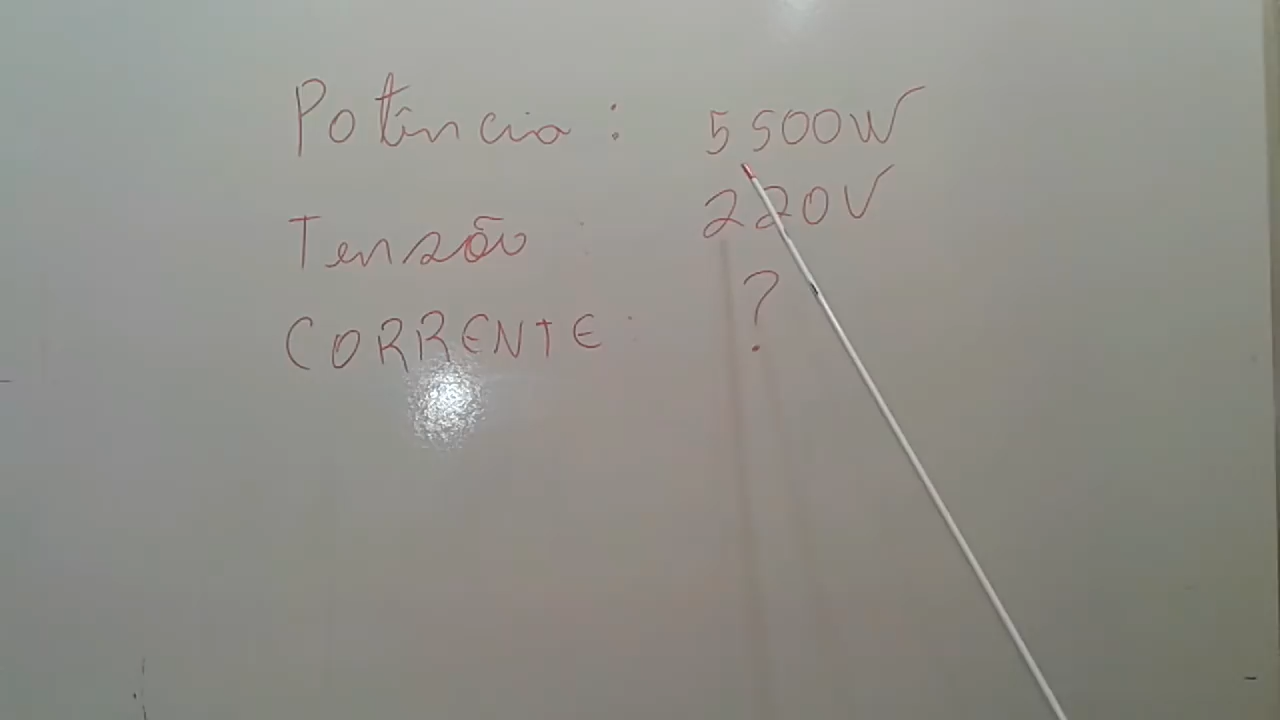 Potência : 5500W
Tensão : 220V
CORRENTE : ?